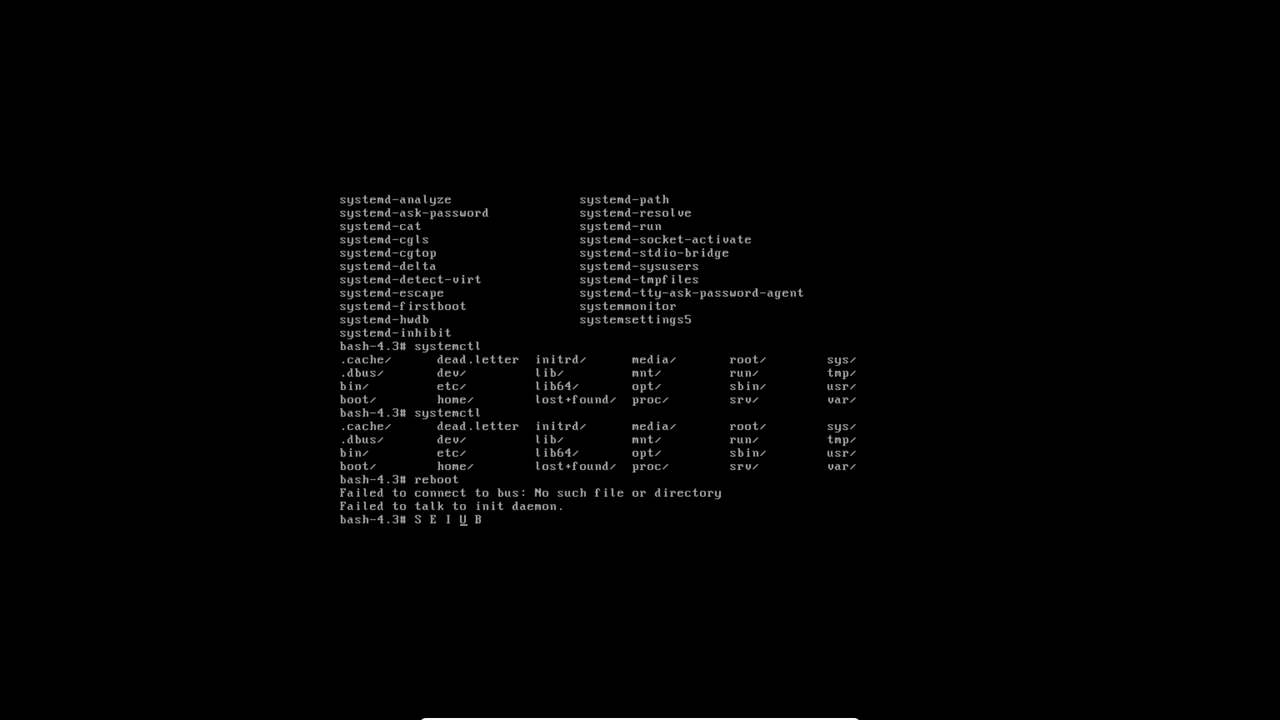 systemd-analyze systemd-path
systemd-ask-password systemd-resolve
systemd-cat systemd-run
systemd-cgls systemd-socket-activate
systemd-cgtop systemd-stdio-bridge
systemd-delta systemd-sysusers
systemd-detect-virt systemd-tmpfiles
systemd-escape systemd-tty-ask-password-agent
systemd-firstboot systemmonitor
systemd-hwdb systemsettings5
systemd-inhibit
bash-4.3# systemctl
.cache/ dead.letter initrd/ media/ root/ sys/
.dbus/ dev/ lib/ mnt/ run/ tmp/
bin/ etc/ lib64/ opt/ sbin/ usr/
boot/ home/ lost+found/ proc/ srv/ var/
bash-4.3# systemctl
.cache/ dead.letter initrd/ media/ root/ sys/
.dbus/ dev/ lib/ mnt/ run/ tmp/
bin/ etc/ lib64/ opt/ sbin/ usr/
boot/ home/ lost+found/ proc/ srv/ var/
bash-4.3# reboot
Failed to connect to bus: No such file or directory
Failed to talk to init daemon.
bash-4.3# S E I U B